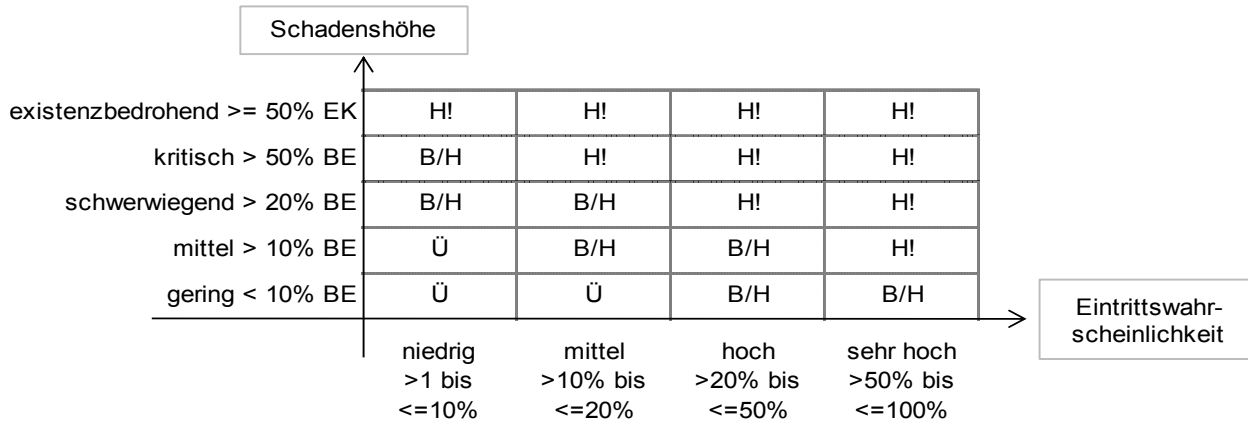 Schadenshöhe
existenzbedrohend >= 50% EK H! H! H! H!
kritisch > 50% BE B/H H! H! H!
schwerwiegend > 20% BE B/H B/H H! H!
mittel > 10% BE Ü B/H B/H H!
gering < 10% BE Ü Ü B/H B/H
Eintrittswahr-
scheinlichkeit
niedrig mittel hoch sehr hoch
>1 bis >10% bis >20% bis >50% bis
<=10% <=20% <=50% <=100%